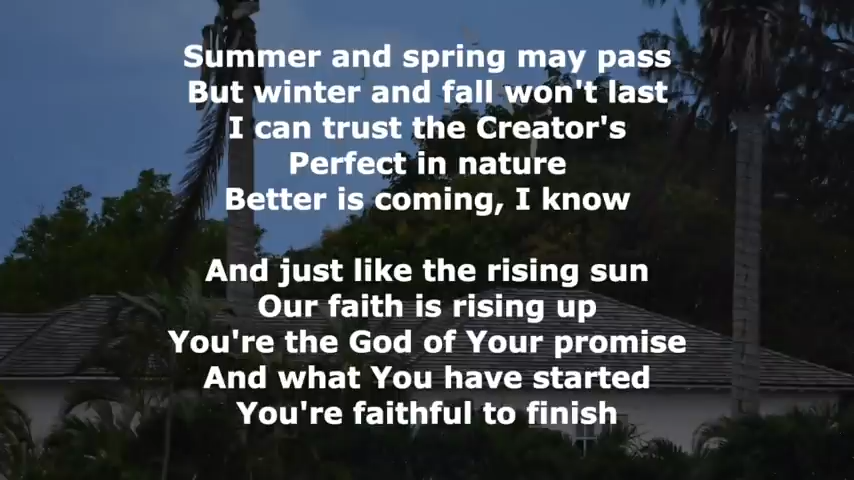 Summer and spring may pass
But winter and fall won't last
I can trust the Creator's
Perfect in nature
Better is coming, I know
And just like the rising sun
Our faith is rising up
You're the God of Your promise
And what You have started
You're faithful to finish